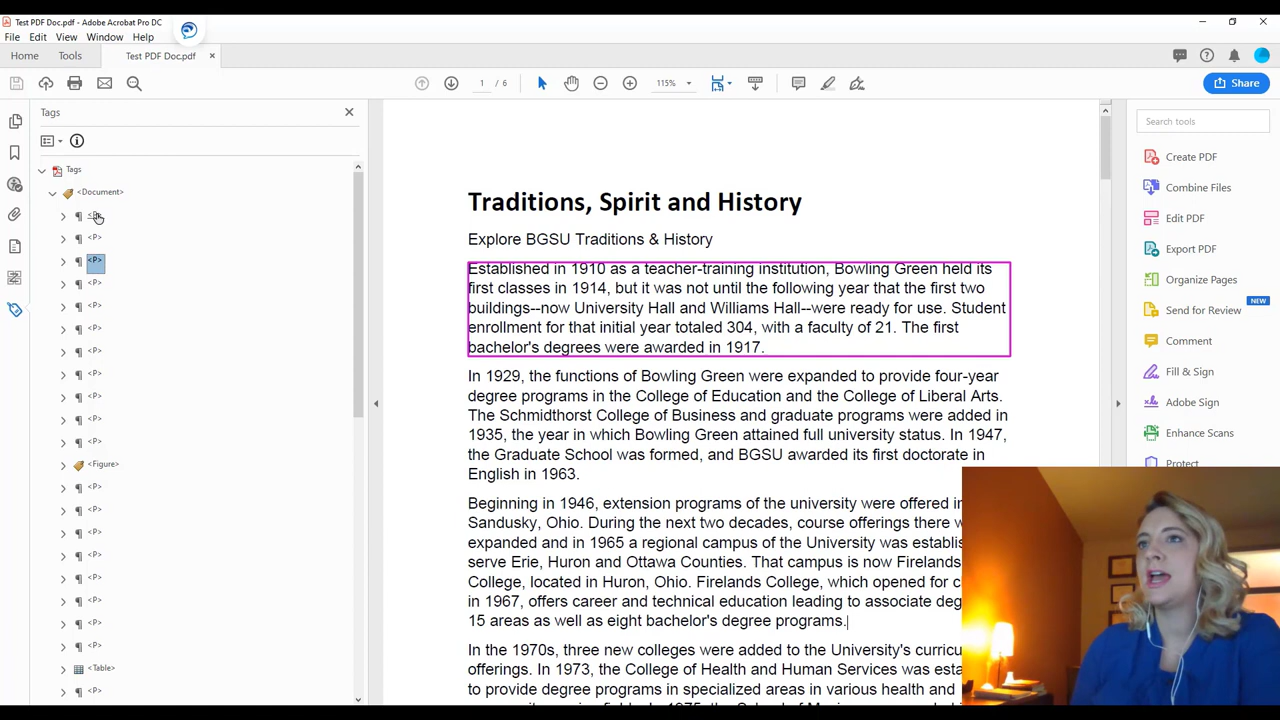 Test PDF Doc.pdf - Adobe Acrobat Pro DC
File Edit View Window Help
Home Tools Test PDF Doc.pdf ×
1 / 6 115% Share
Tags
Tags
<Document>
<P>
<P>
<P>
<P>
<P>
<P>
<P>
<P>
<P>
<P>
<Figure>
<P>
<P>
<P>
<P>
<P>
<P>
<P>
<P>
<Table>
<P>
Traditions, Spirit and History
Explore BGSU Traditions & History
Established in 1910 as a teacher-training institution, Bowling Green held its
first classes in 1914, but it was not until the following year that the first two
buildings--now University Hall and Williams Hall--were ready for use. Student
enrollment for that initial year totaled 304, with a faculty of 21. The first
bachelor's degrees were awarded in 1917.
In 1929, the functions of Bowling Green were expanded to provide four-year
degree programs in the College of Education and the College of Liberal Arts.
The Schmidthorst College of Business and graduate programs were added in
1935, the year in which Bowling Green attained full university status. In 1947,
the Graduate School was formed, and BGSU awarded its first doctorate in
English in 1963.
Beginning in 1946, extension programs of the university were offered in
Sandusky, Ohio. During the next two decades, course offerings there
expanded and in 1965 a regional campus of the University was
serve Erie, Huron and Ottawa Counties. That campus is now Firelands
College, located in Huron, Ohio. Firelands College, which opened for
in 1967, offers career and technical education leading to associate
15 areas as well as eight bachelor's degree programs.
In the 1970s, three new colleges were added to the University's
offerings. In 1973, the College of Health and Human Services was
to provide degree programs in specialized areas in various health and
Search tools
Create PDF
Combine Files
Edit PDF
Export PDF
Organize Pages
NEW
Send for Review
Comment
Fill & Sign
Adobe Sign
Enhance Scans
Protect